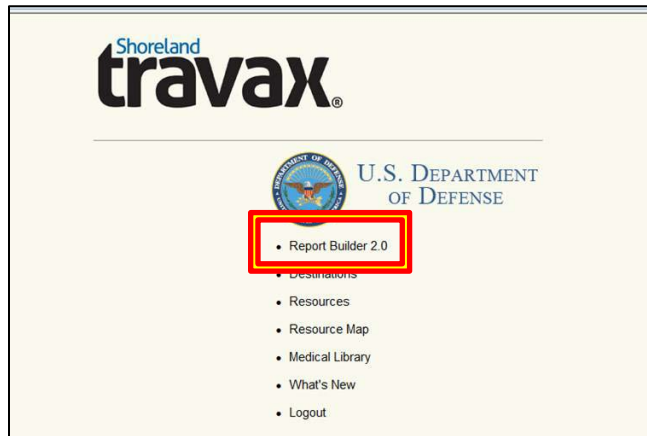 Shoreland
travax®
U.S. DEPARTMENT
OF DEFENSE
• Report Builder 2.0
• Destinations
• Resources
• Resource Map
• Medical Library
• What's New
• Logout